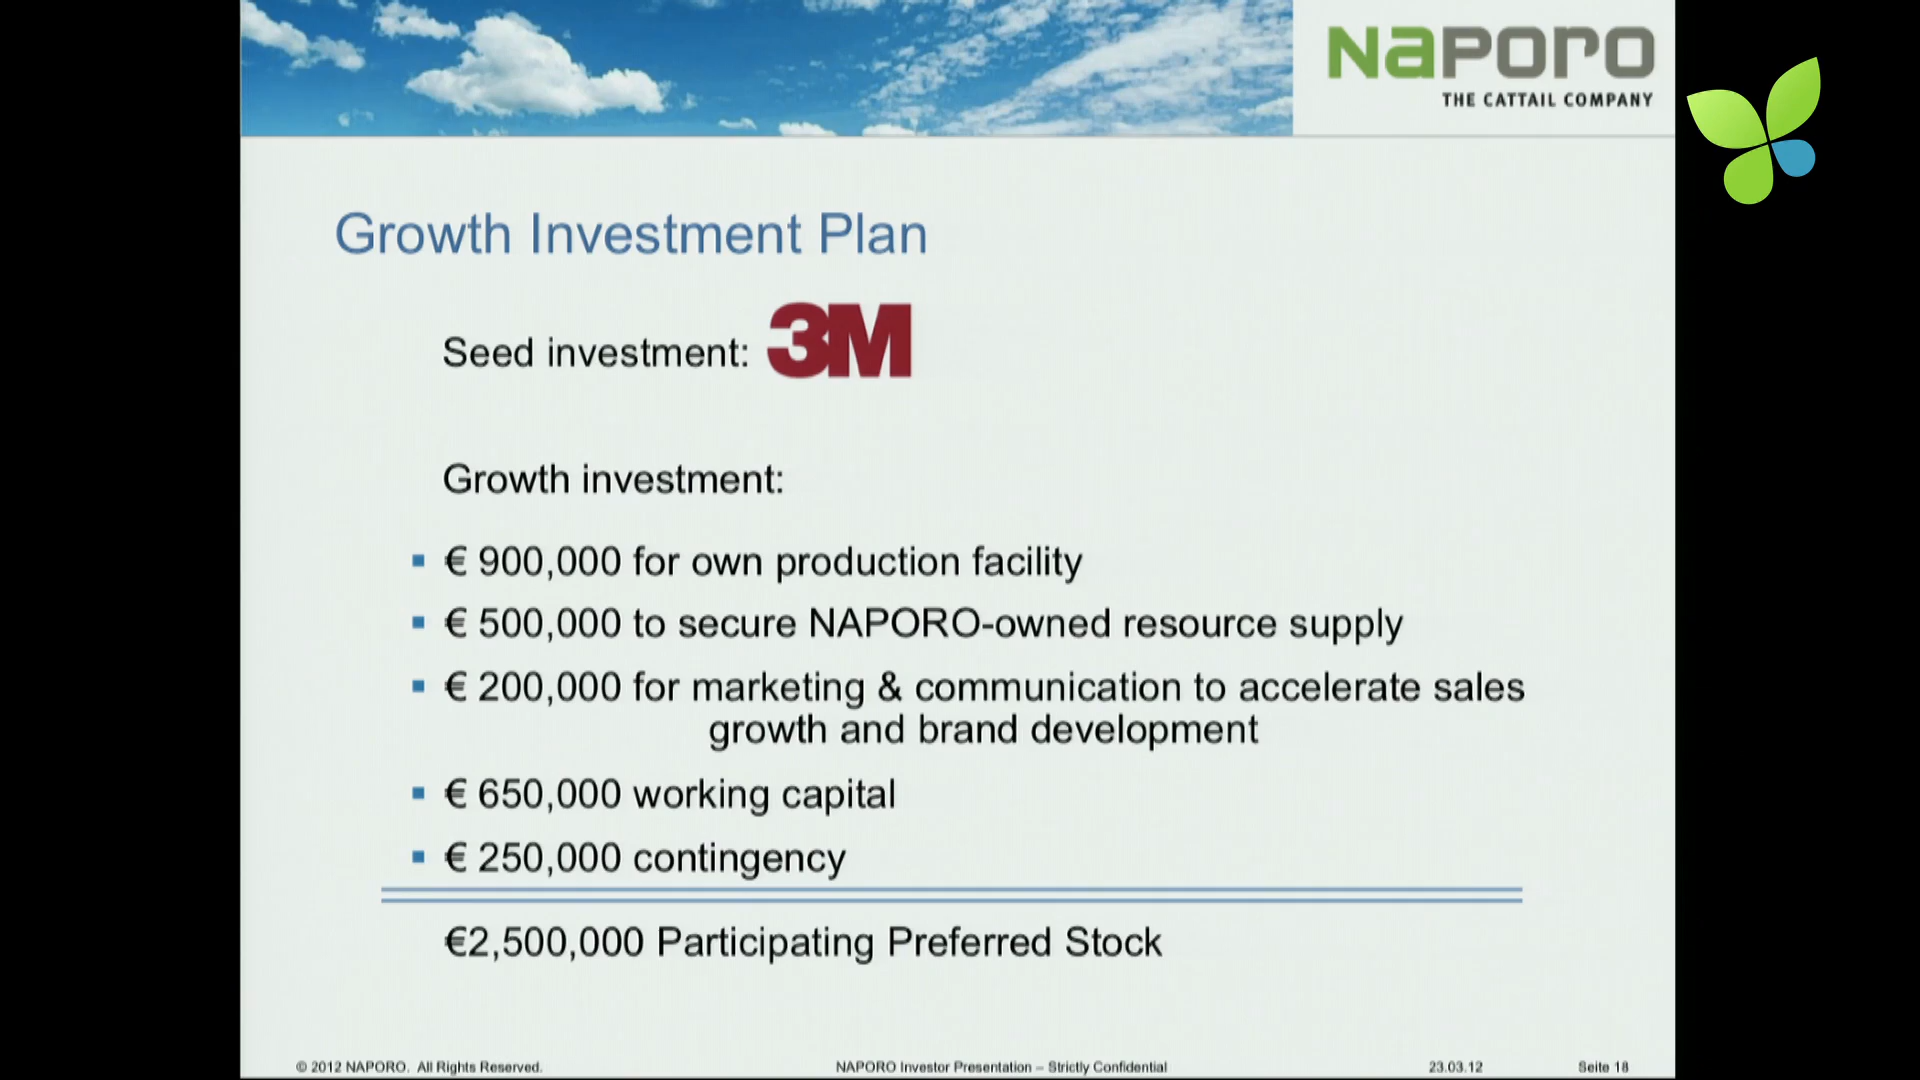 NaPORO
THE CATTAIL COMPANY
Growth Investment Plan
Seed investment: 3M
Growth investment:
▪ € 900,000 for own production facility
▪ € 500,000 to secure NAPORO-owned resource supply
▪ € 200,000 for marketing & communication to accelerate sales
growth and brand development
▪ € 650,000 working capital
▪ € 250,000 contingency
€2,500,000 Participating Preferred Stock
© 2012 NAPORO. All Rights Reserved. NAPORO Investor Presentation – Strictly Confidential 23.03.12 Seite 18